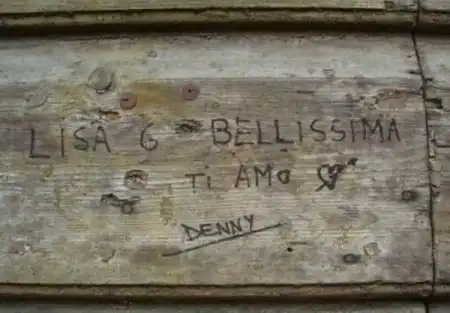 LISA 6 BELLISSIMA
Ti AMO
DENNY